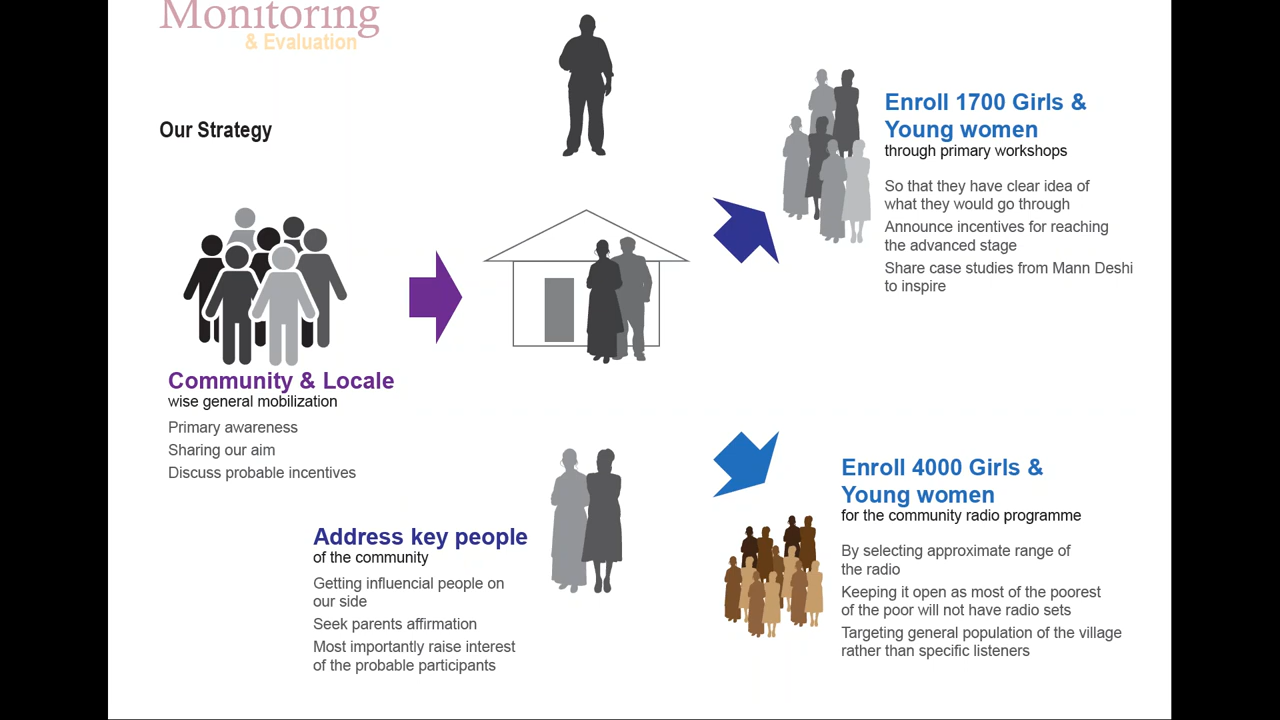 Monitoring
& Evaluation
Our Strategy
Community & Locale
wise general mobilization
Primary awareness
Sharing our aim
Discuss probable incentives
Address key people
of the community
Getting influencial people on
our side
Seek parents affirmation
Most importantly raise interest
of the probable participants
Enroll 1700 Girls &
Young women
through primary workshops
So that they have clear idea of
what they would go through
Announce incentives for reaching
the advanced stage
Share case studies from Mann Deshi
to inspire
Enroll 4000 Girls &
Young women
for the community radio programme
By selecting approximate range of
the radio
Keeping it open as most of the poorest
of the poor will not have radio sets
Targeting general population of the village
rather than specific listeners